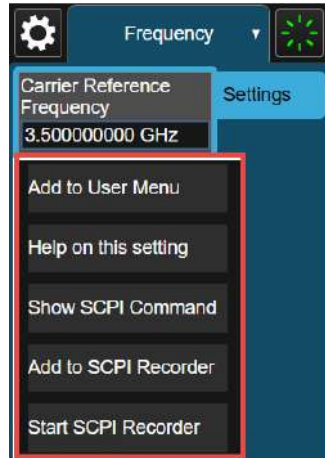 Frequency
Carrier Reference
Frequency
Settings
3.500000000 GHz
Add to User Menu
Help on this setting
Show SCPI Command
Add to SCPI Recorder
Start SCPI Recorder